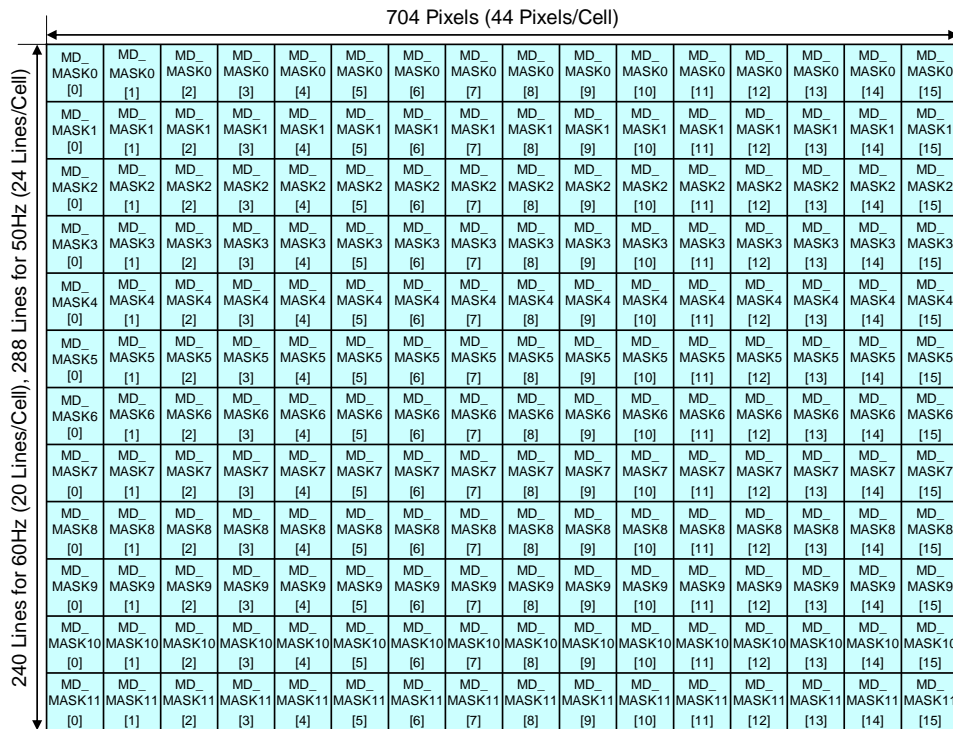 704 Pixels (44 Pixels/Cell)
240 Lines for 60Hz (20 Lines/Cell), 288 Lines for 50Hz (24 Lines/Cell)
MD_ MD_ MD_ MD_ MD_ MD_ MD_ MD_ MD_ MD_ MD_ MD_ MD_ MD_ MD_ MD_
MASK0 MASK0 MASK0 MASK0 MASK0 MASK0 MASK0 MASK0 MASK0 MASK0 MASK0 MASK0 MASK0 MASK0 MASK0 MASK0
[0] [1] [2] [3] [4] [5] [6] [7] [8] [9] [10] [11] [12] [13] [14] [15]
MD_ MD_ MD_ MD_ MD_ MD_ MD_ MD_ MD_ MD_ MD_ MD_ MD_ MD_ MD_ MD_
MASK1 MASK1 MASK1 MASK1 MASK1 MASK1 MASK1 MASK1 MASK1 MASK1 MASK1 MASK1 MASK1 MASK1 MASK1 MASK1
[0] [1] [2] [3] [4] [5] [6] [7] [8] [9] [10] [11] [12] [13] [14] [15]
MD_ MD_ MD_ MD_ MD_ MD_ MD_ MD_ MD_ MD_ MD_ MD_ MD_ MD_ MD_ MD_
MASK2 MASK2 MASK2 MASK2 MASK2 MASK2 MASK2 MASK2 MASK2 MASK2 MASK2 MASK2 MASK2 MASK2 MASK2 MASK2
[0] [1] [2] [3] [4] [5] [6] [7] [8] [9] [10] [11] [12] [13] [14] [15]
MD_ MD_ MD_ MD_ MD_ MD_ MD_ MD_ MD_ MD_ MD_ MD_ MD_ MD_ MD_ MD_
MASK3 MASK3 MASK3 MASK3 MASK3 MASK3 MASK3 MASK3 MASK3 MASK3 MASK3 MASK3 MASK3 MASK3 MASK3 MASK3
[0] [1] [2] [3] [4] [5] [6] [7] [8] [9] [10] [11] [12] [13] [14] [15]
MD_ MD_ MD_ MD_ MD_ MD_ MD_ MD_ MD_ MD_ MD_ MD_ MD_ MD_ MD_ MD_
MASK4 MASK4 MASK4 MASK4 MASK4 MASK4 MASK4 MASK4 MASK4 MASK4 MASK4 MASK4 MASK4 MASK4 MASK4 MASK4
[0] [1] [2] [3] [4] [5] [6] [7] [8] [9] [10] [11] [12] [13] [14] [15]
MD_ MD_ MD_ MD_ MD_ MD_ MD_ MD_ MD_ MD_ MD_ MD_ MD_ MD_ MD_ MD_
MASK5 MASK5 MASK5 MASK5 MASK5 MASK5 MASK5 MASK5 MASK5 MASK5 MASK5 MASK5 MASK5 MASK5 MASK5 MASK5
[0] [1] [2] [3] [4] [5] [6] [7] [8] [9] [10] [11] [12] [13] [14] [15]
MD_ MD_ MD_ MD_ MD_ MD_ MD_ MD_ MD_ MD_ MD_ MD_ MD_ MD_ MD_ MD_
MASK6 MASK6 MASK6 MASK6 MASK6 MASK6 MASK6 MASK6 MASK6 MASK6 MASK6 MASK6 MASK6 MASK6 MASK6 MASK6
[0] [1] [2] [3] [4] [5] [6] [7] [8] [9] [10] [11] [12] [13] [14] [15]
MD_ MD_ MD_ MD_ MD_ MD_ MD_ MD_ MD_ MD_ MD_ MD_ MD_ MD_ MD_ MD_
MASK7 MASK7 MASK7 MASK7 MASK7 MASK7 MASK7 MASK7 MASK7 MASK7 MASK7 MASK7 MASK7 MASK7 MASK7 MASK7
[0] [1] [2] [3] [4] [5] [6] [7] [8] [9] [10] [11] [12] [13] [14] [15]
MD_ MD_ MD_ MD_ MD_ MD_ MD_ MD_ MD_ MD_ MD_ MD_ MD_ MD_ MD_ MD_
MASK8 MASK8 MASK8 MASK8 MASK8 MASK8 MASK8 MASK8 MASK8 MASK8 MASK8 MASK8 MASK8 MASK8 MASK8 MASK8
[0] [1] [2] [3] [4] [5] [6] [7] [8] [9] [10] [11] [12] [13] [14] [15]
MD_ MD_ MD_ MD_ MD_ MD_ MD_ MD_ MD_ MD_ MD_ MD_ MD_ MD_ MD_ MD_
MASK9 MASK9 MASK9 MASK9 MASK9 MASK9 MASK9 MASK9 MASK9 MASK9 MASK9 MASK9 MASK9 MASK9 MASK9 MASK9
[0] [1] [2] [3] [4] [5] [6] [7] [8] [9] [10] [11] [12] [13] [14] [15]
MD_ MD_ MD_ MD_ MD_ MD_ MD_ MD_ MD_ MD_ MD_ MD_ MD_ MD_ MD_ MD_
MASK10 MASK10 MASK10 MASK10 MASK10 MASK10 MASK10 MASK10 MASK10 MASK10 MASK10 MASK10 MASK10 MASK10 MASK10 MASK10
[0] [1] [2] [3] [4] [5] [6] [7] [8] [9] [10] [11] [12] [13] [14] [15]
MD_ MD_ MD_ MD_ MD_ MD_ MD_ MD_ MD_ MD_ MD_ MD_ MD_ MD_ MD_ MD_
MASK11 MASK11 MASK11 MASK11 MASK11 MASK11 MASK11 MASK11 MASK11 MASK11 MASK11 MASK11 MASK11 MASK11 MASK11 MASK11
[0] [1] [2] [3] [4] [5] [6] [7] [8] [9] [10] [11] [12] [13] [14] [15]